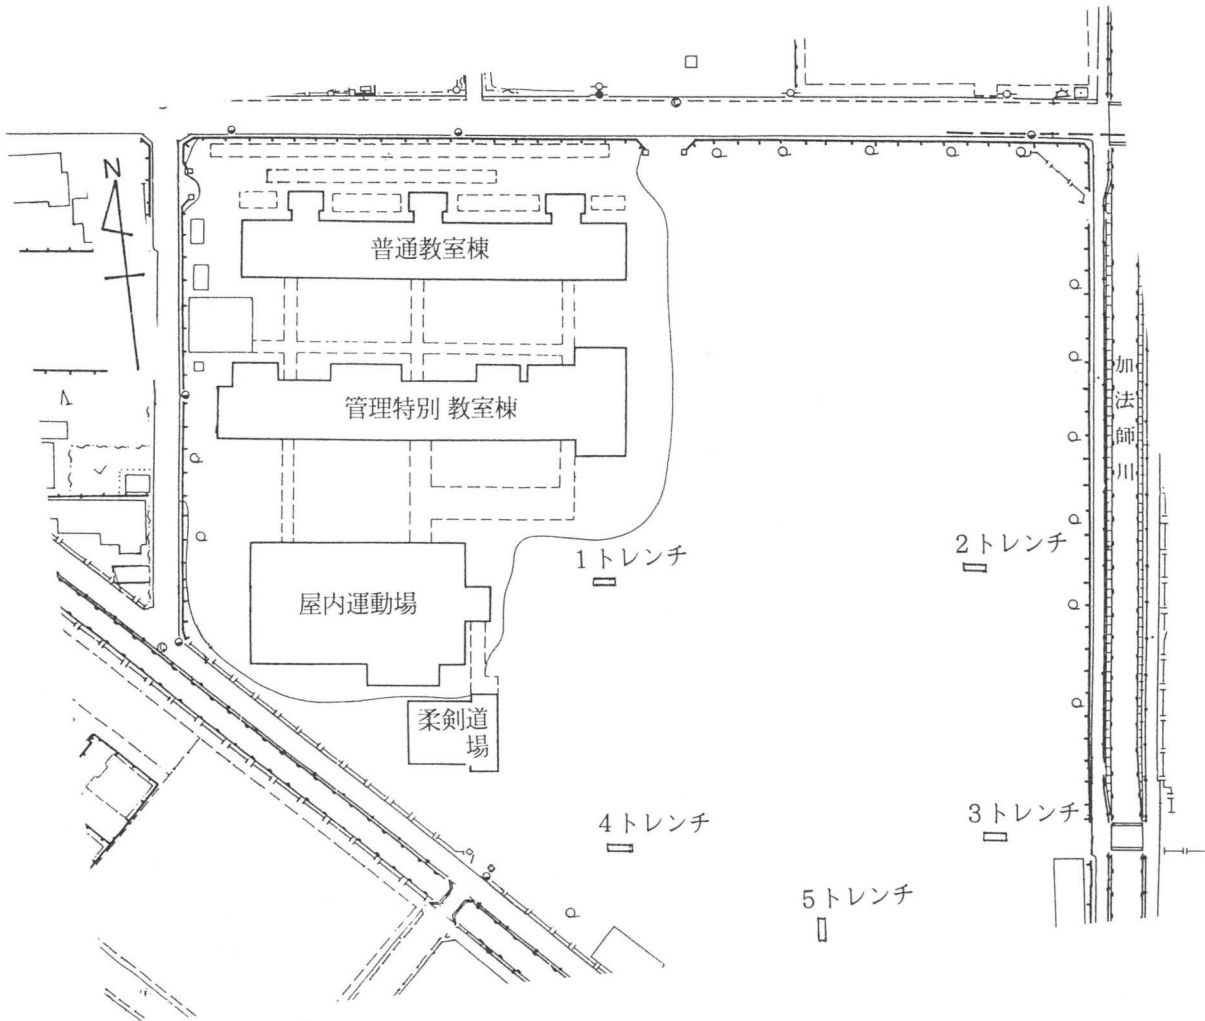 N
普通教室棟
管理特別 教室棟
加法師川
1トレンチ
2トレンチ
屋内運動場
柔剣道
場
4トレンチ
3トレンチ
5トレンチ